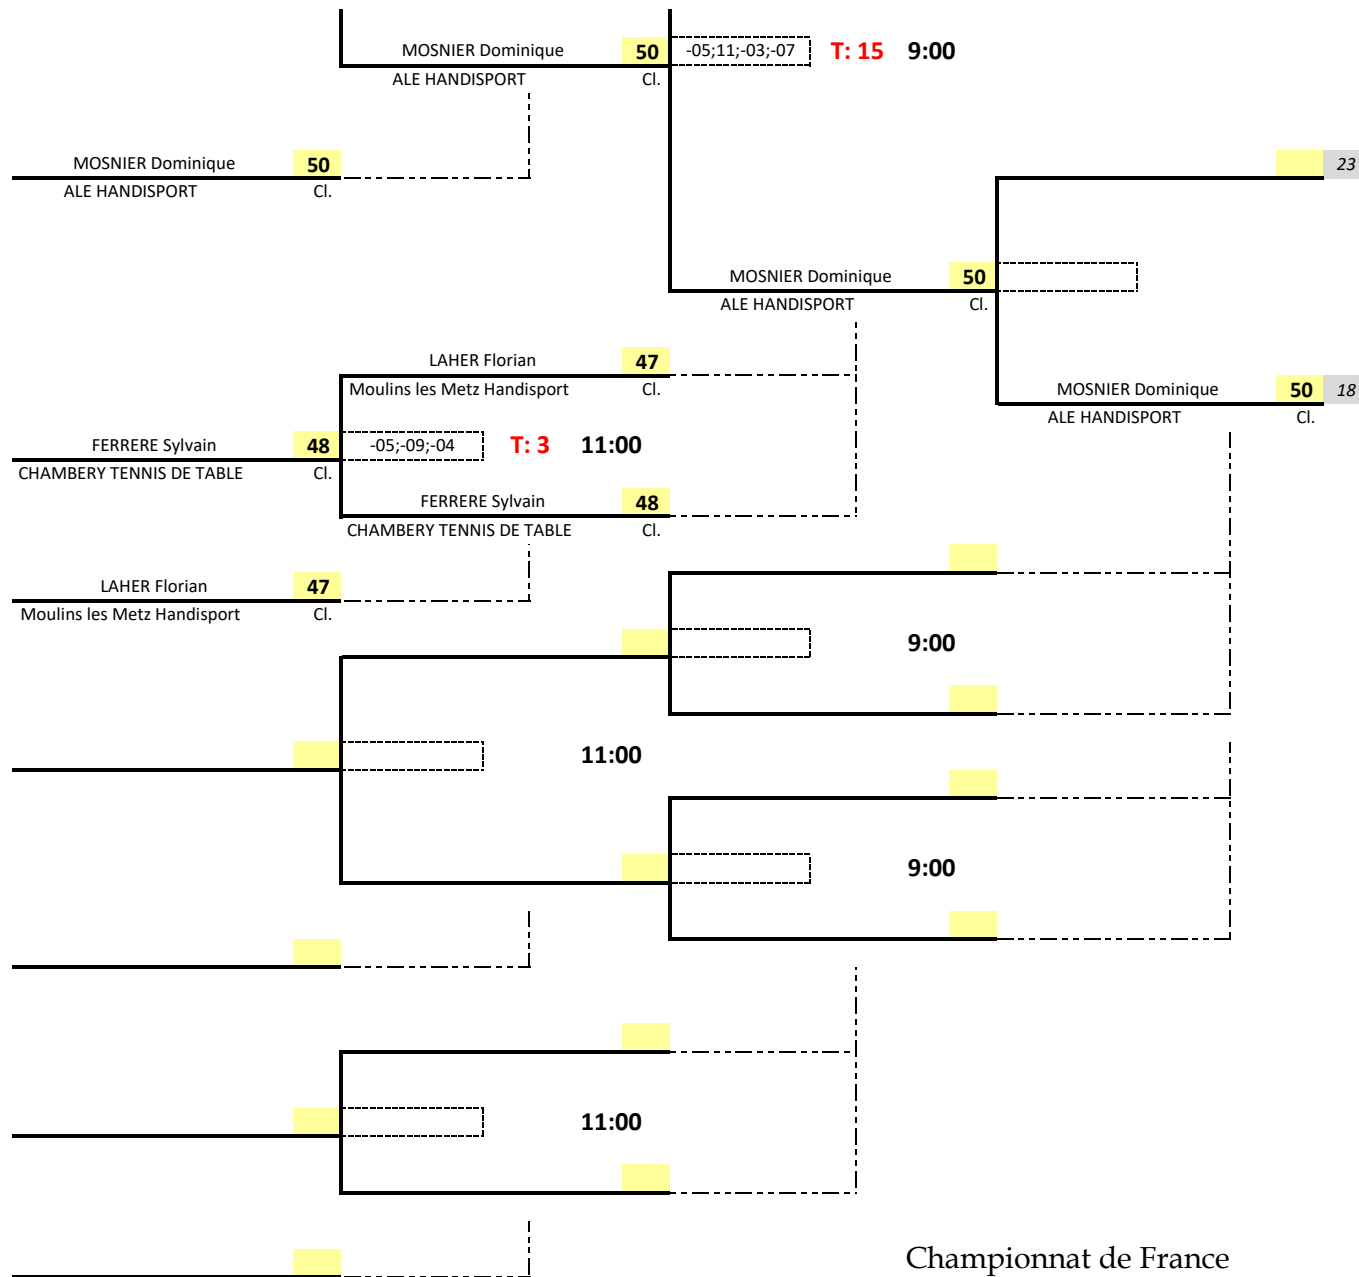 MOSNIER Dominique 50 -05;11;-03;-07 T: 15 9:00
ALE HANDISPORT Cl.
MOSNIER Dominique 50 23
ALE HANDISPORT Cl.
MOSNIER Dominique 50
ALE HANDISPORT Cl.
LAHER Florian 47
Moulins les Metz Handisport Cl.
MOSNIER Dominique 50 18
ALE HANDISPORT Cl.
FERRERE Sylvain 48 -05;-09;-04 T: 3 11:00
CHAMBERY TENNIS DE TABLE Cl.
FERRERE Sylvain 48
CHAMBERY TENNIS DE TABLE Cl.
LAHER Florian 47
Moulins les Metz Handisport Cl.
9:00
11:00
9:00
11:00
Championnat de France